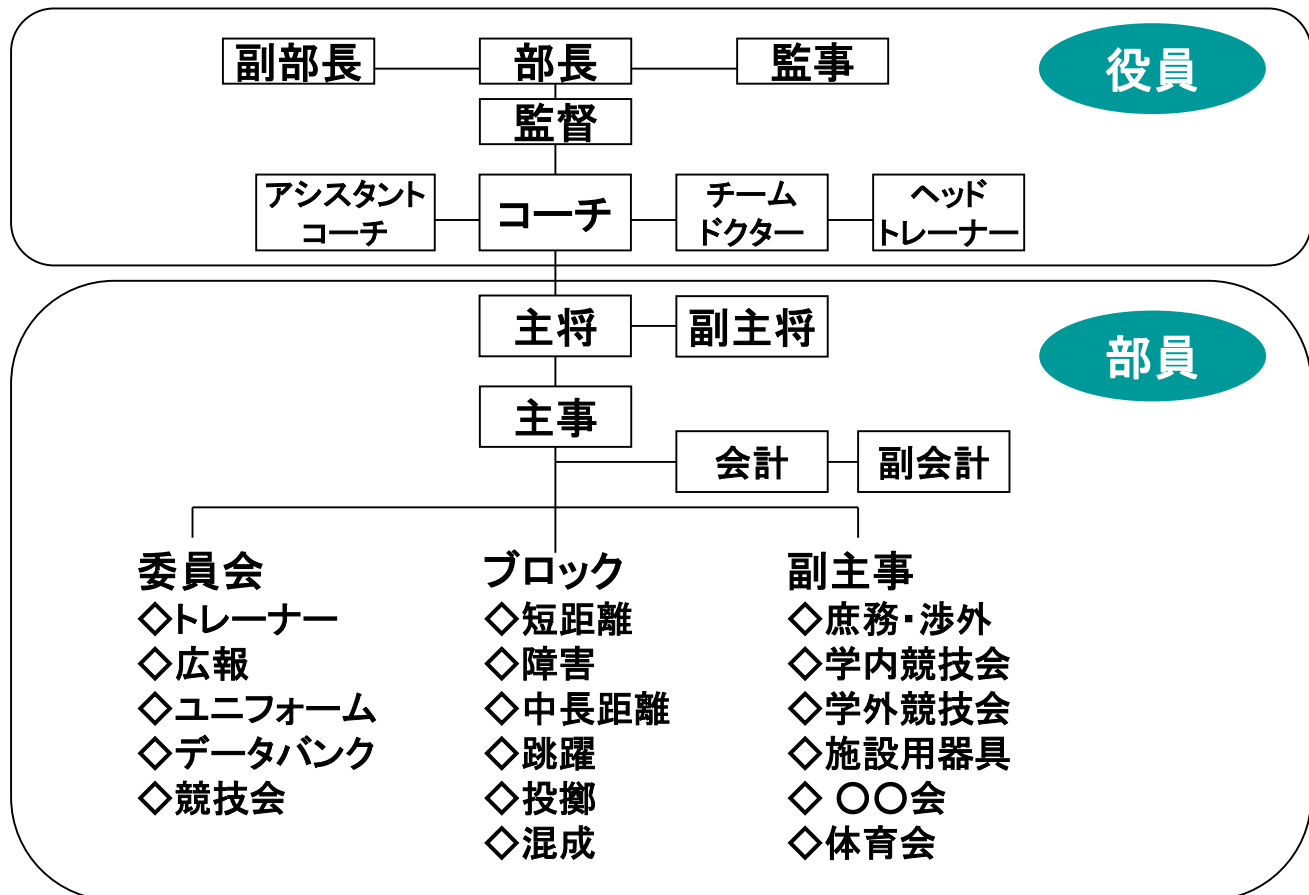 副部長
部長
監事
役員
監督
アシスタント
コーチ
コーチ
チーム
ドクター
ヘッド
トレーナー
主将
副主将
部員
主事
会計
副会計
委員会
◇トレーナー
◇広報
◇ユニフォーム
◇データバンク
◇競技会
ブロック
◇短距離
◇障害
◇中長距離
◇跳躍
◇投擲
◇混成
副主事
◇庶務・渉外
◇学内競技会
◇学外競技会
◇施設用器具
◇ 〇〇会
◇体育会